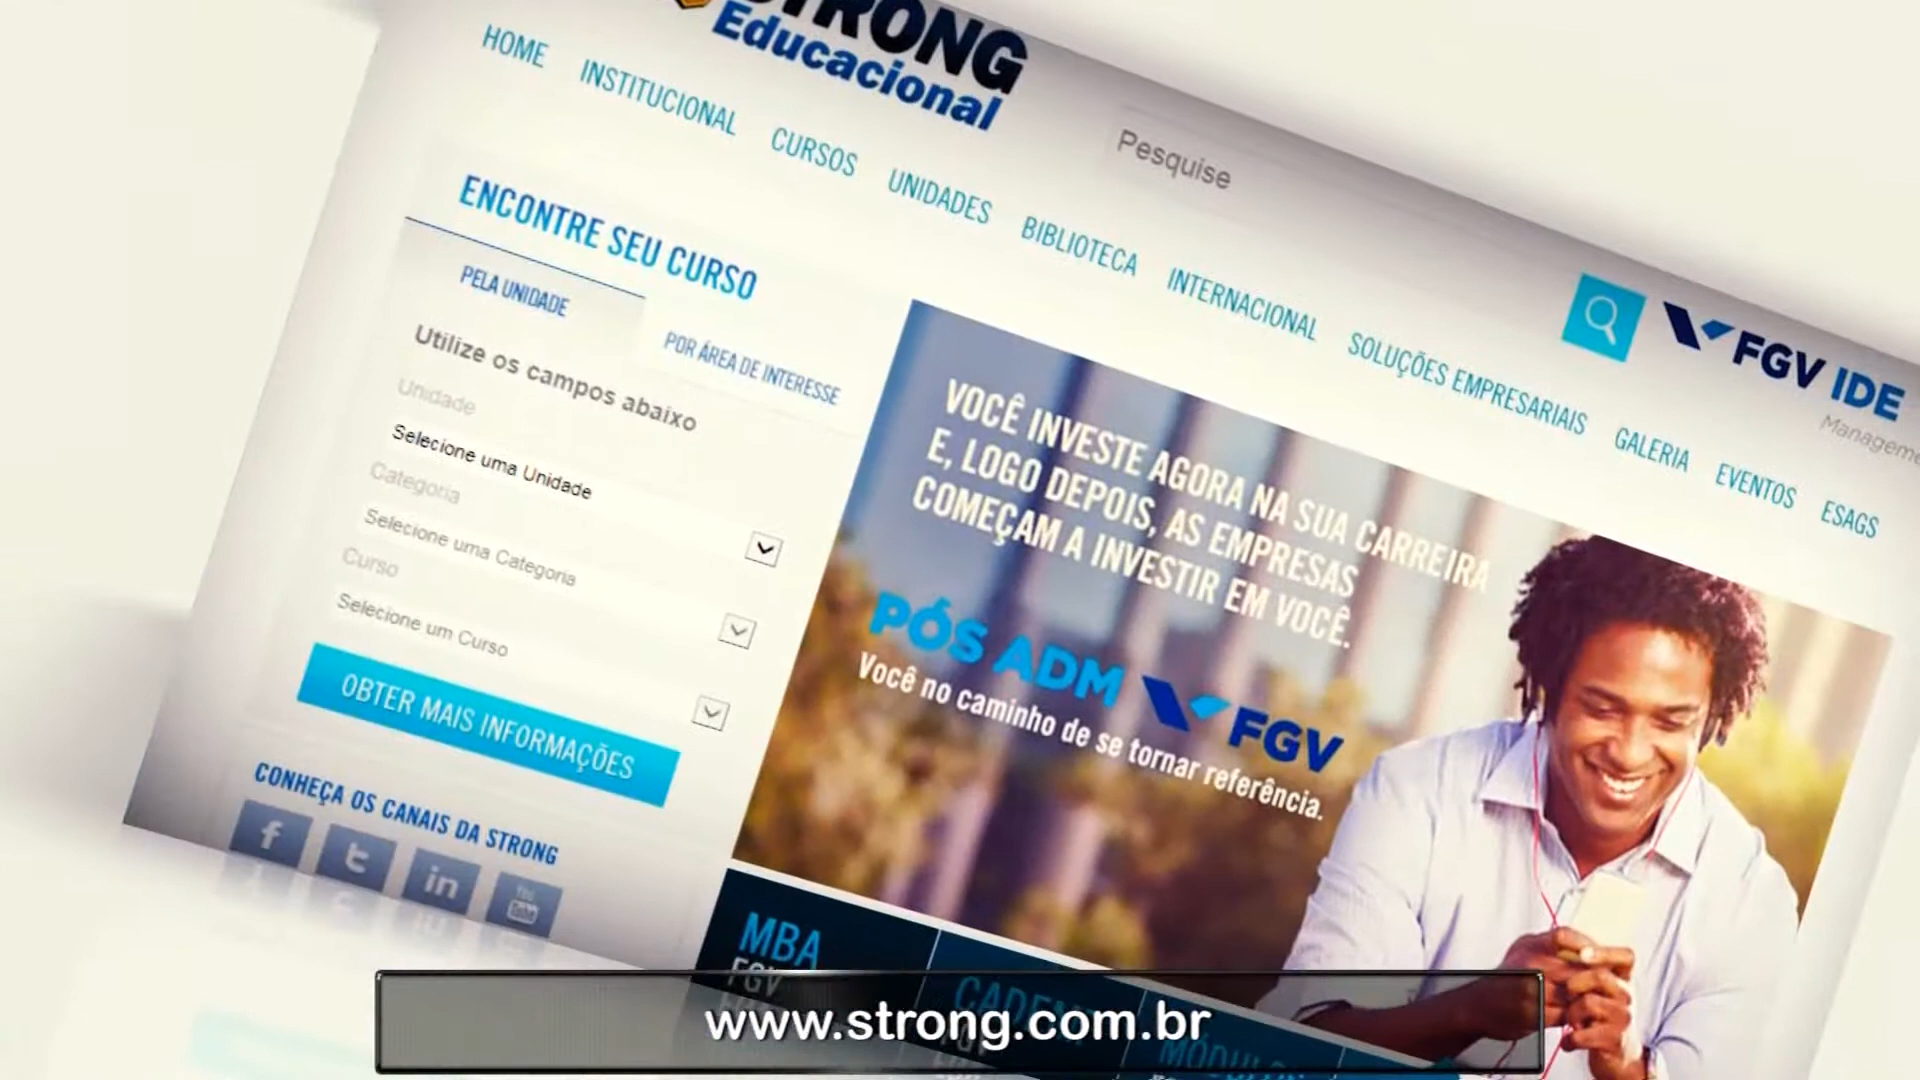 STRONG
Educacional
HOME INSTITUCIONAL CURSOS UNIDADES BIBLIOTECA INTERNACIONAL SOLUÇÕES EMPRESARIAIS GALERIA EVENTOS ESAGS
Pesquise
FGV IDE
ENCONTRE SEU CURSO
PELA UNIDADE
POR ÁREA DE INTERESSE
Utilize os campos abaixo
Unidade
Selecione uma Unidade
Categoria
Selecione uma Categoria
Curso
Selecione um Curso
OBTER MAIS INFORMAÇÕES
CONHEÇA OS CANAIS DA STRONG
f
t
in
You
Tube
VOCÊ INVESTE AGORA NA SUA CARREIRA
E, LOGO DEPOIS, AS EMPRESAS
COMEÇAM A INVESTIR EM VOCÊ.
PÓS ADM FGV
Você no caminho de se tornar referência.
MBA
FGV
www.strong.com.br